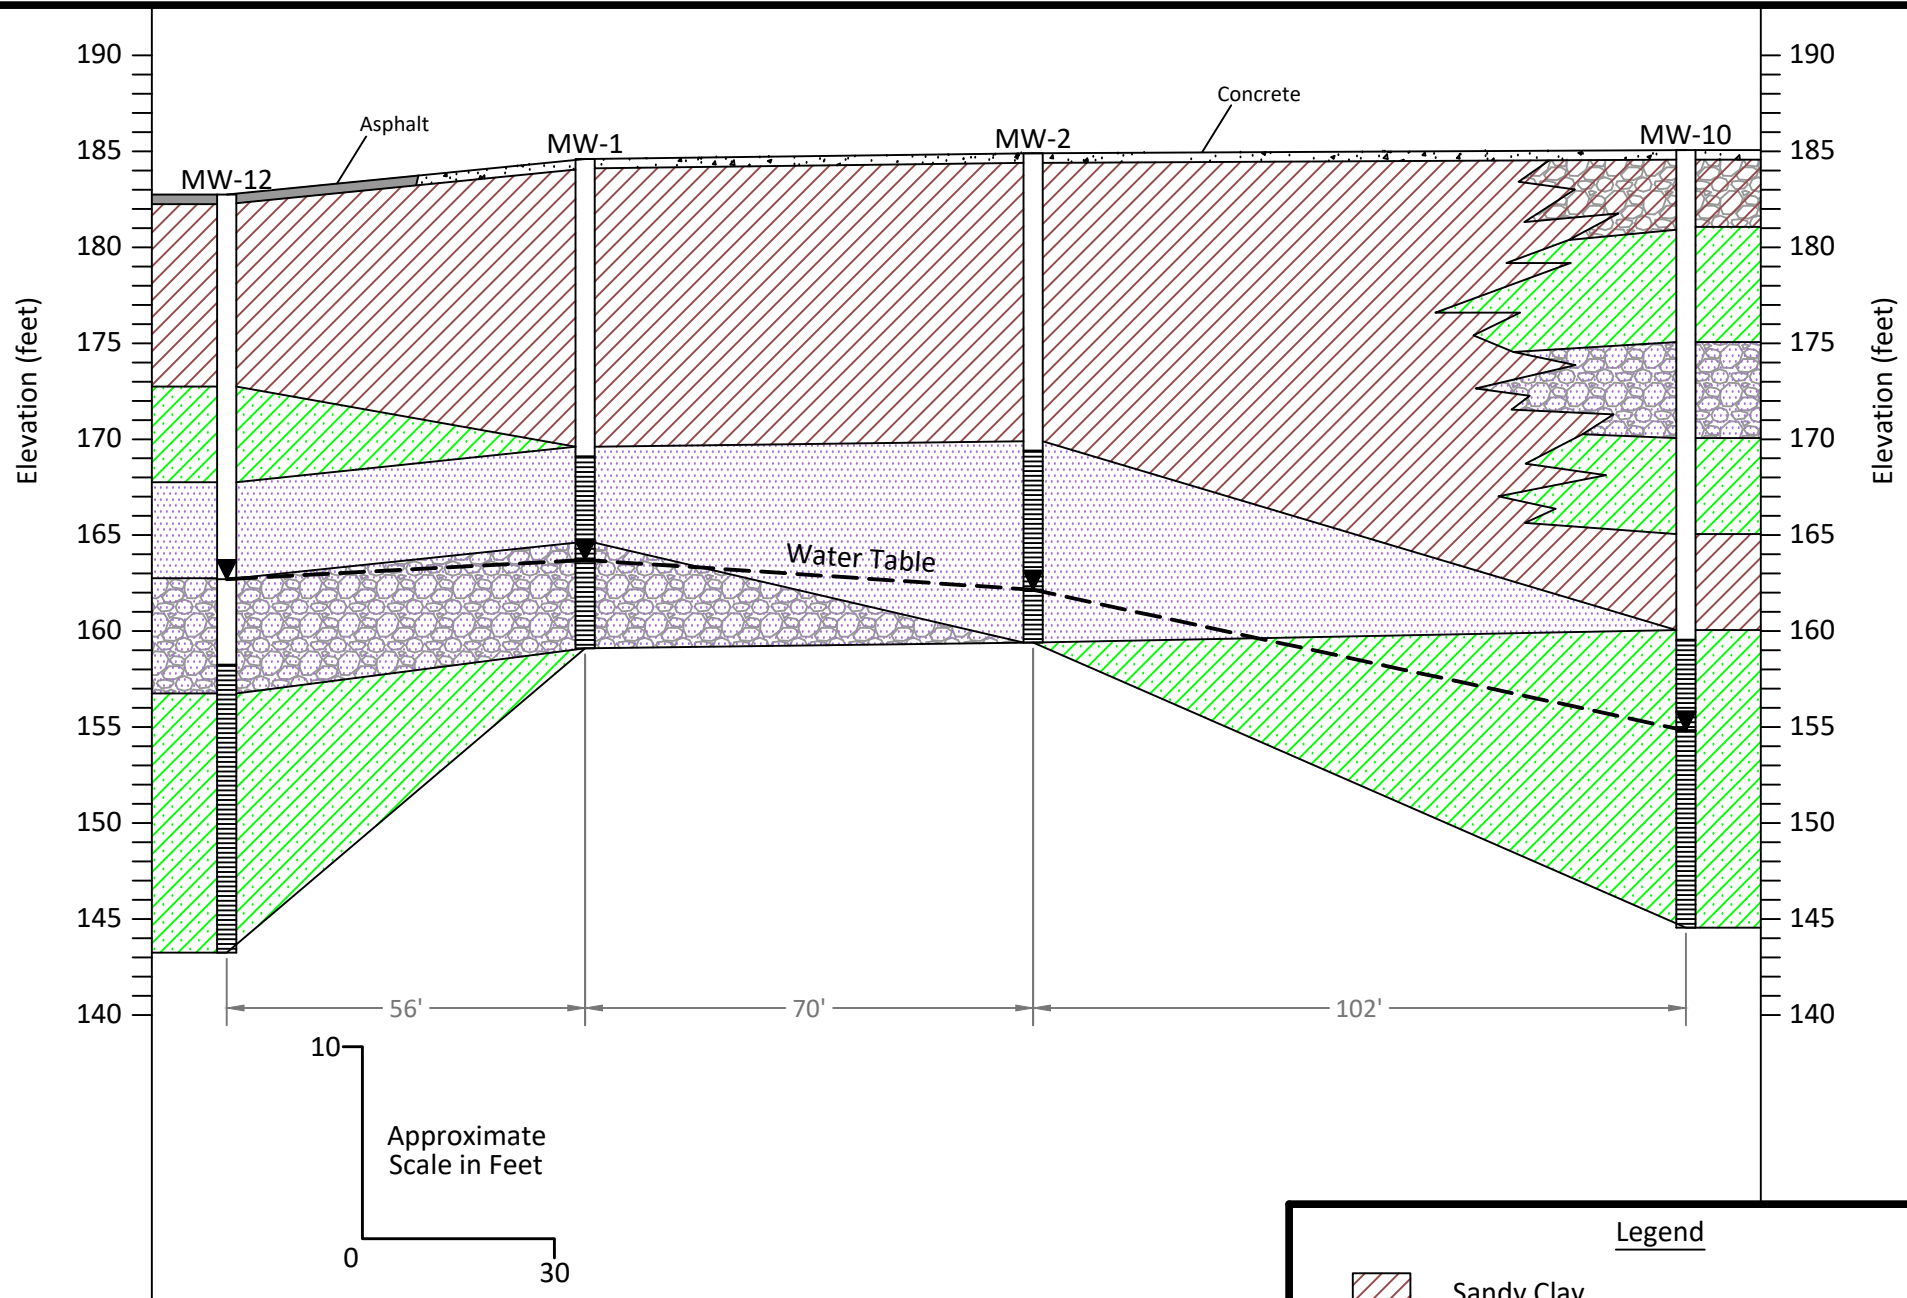 190
190
Concrete
Asphalt
MW-1
MW-2
MW-10
185
185
MW-12
180
180
175
175
Elevation (feet)
Elevation (feet)
170
170
165
165
Water Table
160
160
155
155
150
150
145
145
56'
70'
102'
140
140
10
Approximate
Scale in Feet
0
30
Legend
Sandy Clay